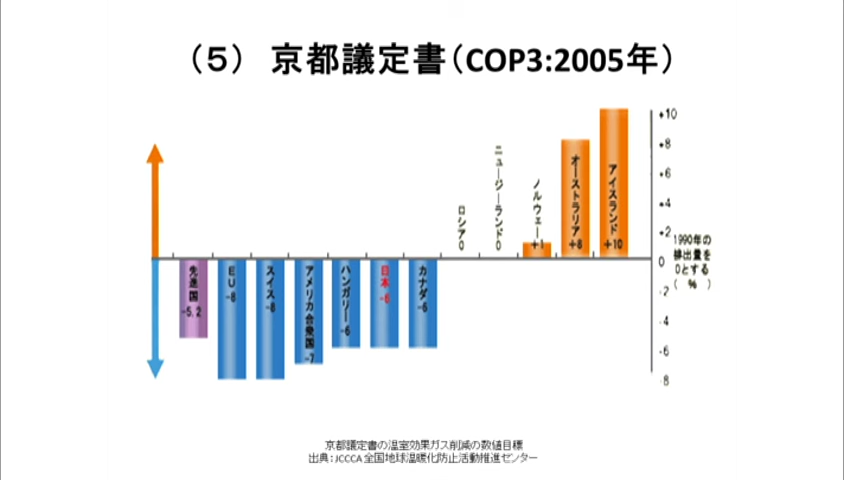 （５） 京都議定書（COP3:2005年）
先進国 -5.2
EU -8
スイス -8
アメリカ合衆国 -7
ハンガリー -6
日本 -6
カナダ -6
ロシア 0
ニュージーランド 0
ノルウェー +1
オーストラリア +8
アイスランド +10
+10
+8
+6
+4
+2
0
-2
-4
-6
-8
1990年の
排出量を
0とする
（ % ）
京都議定書の温室効果ガス削減の数値目標
出典：JCCCA 全国地球温暖化防止活動推進センター